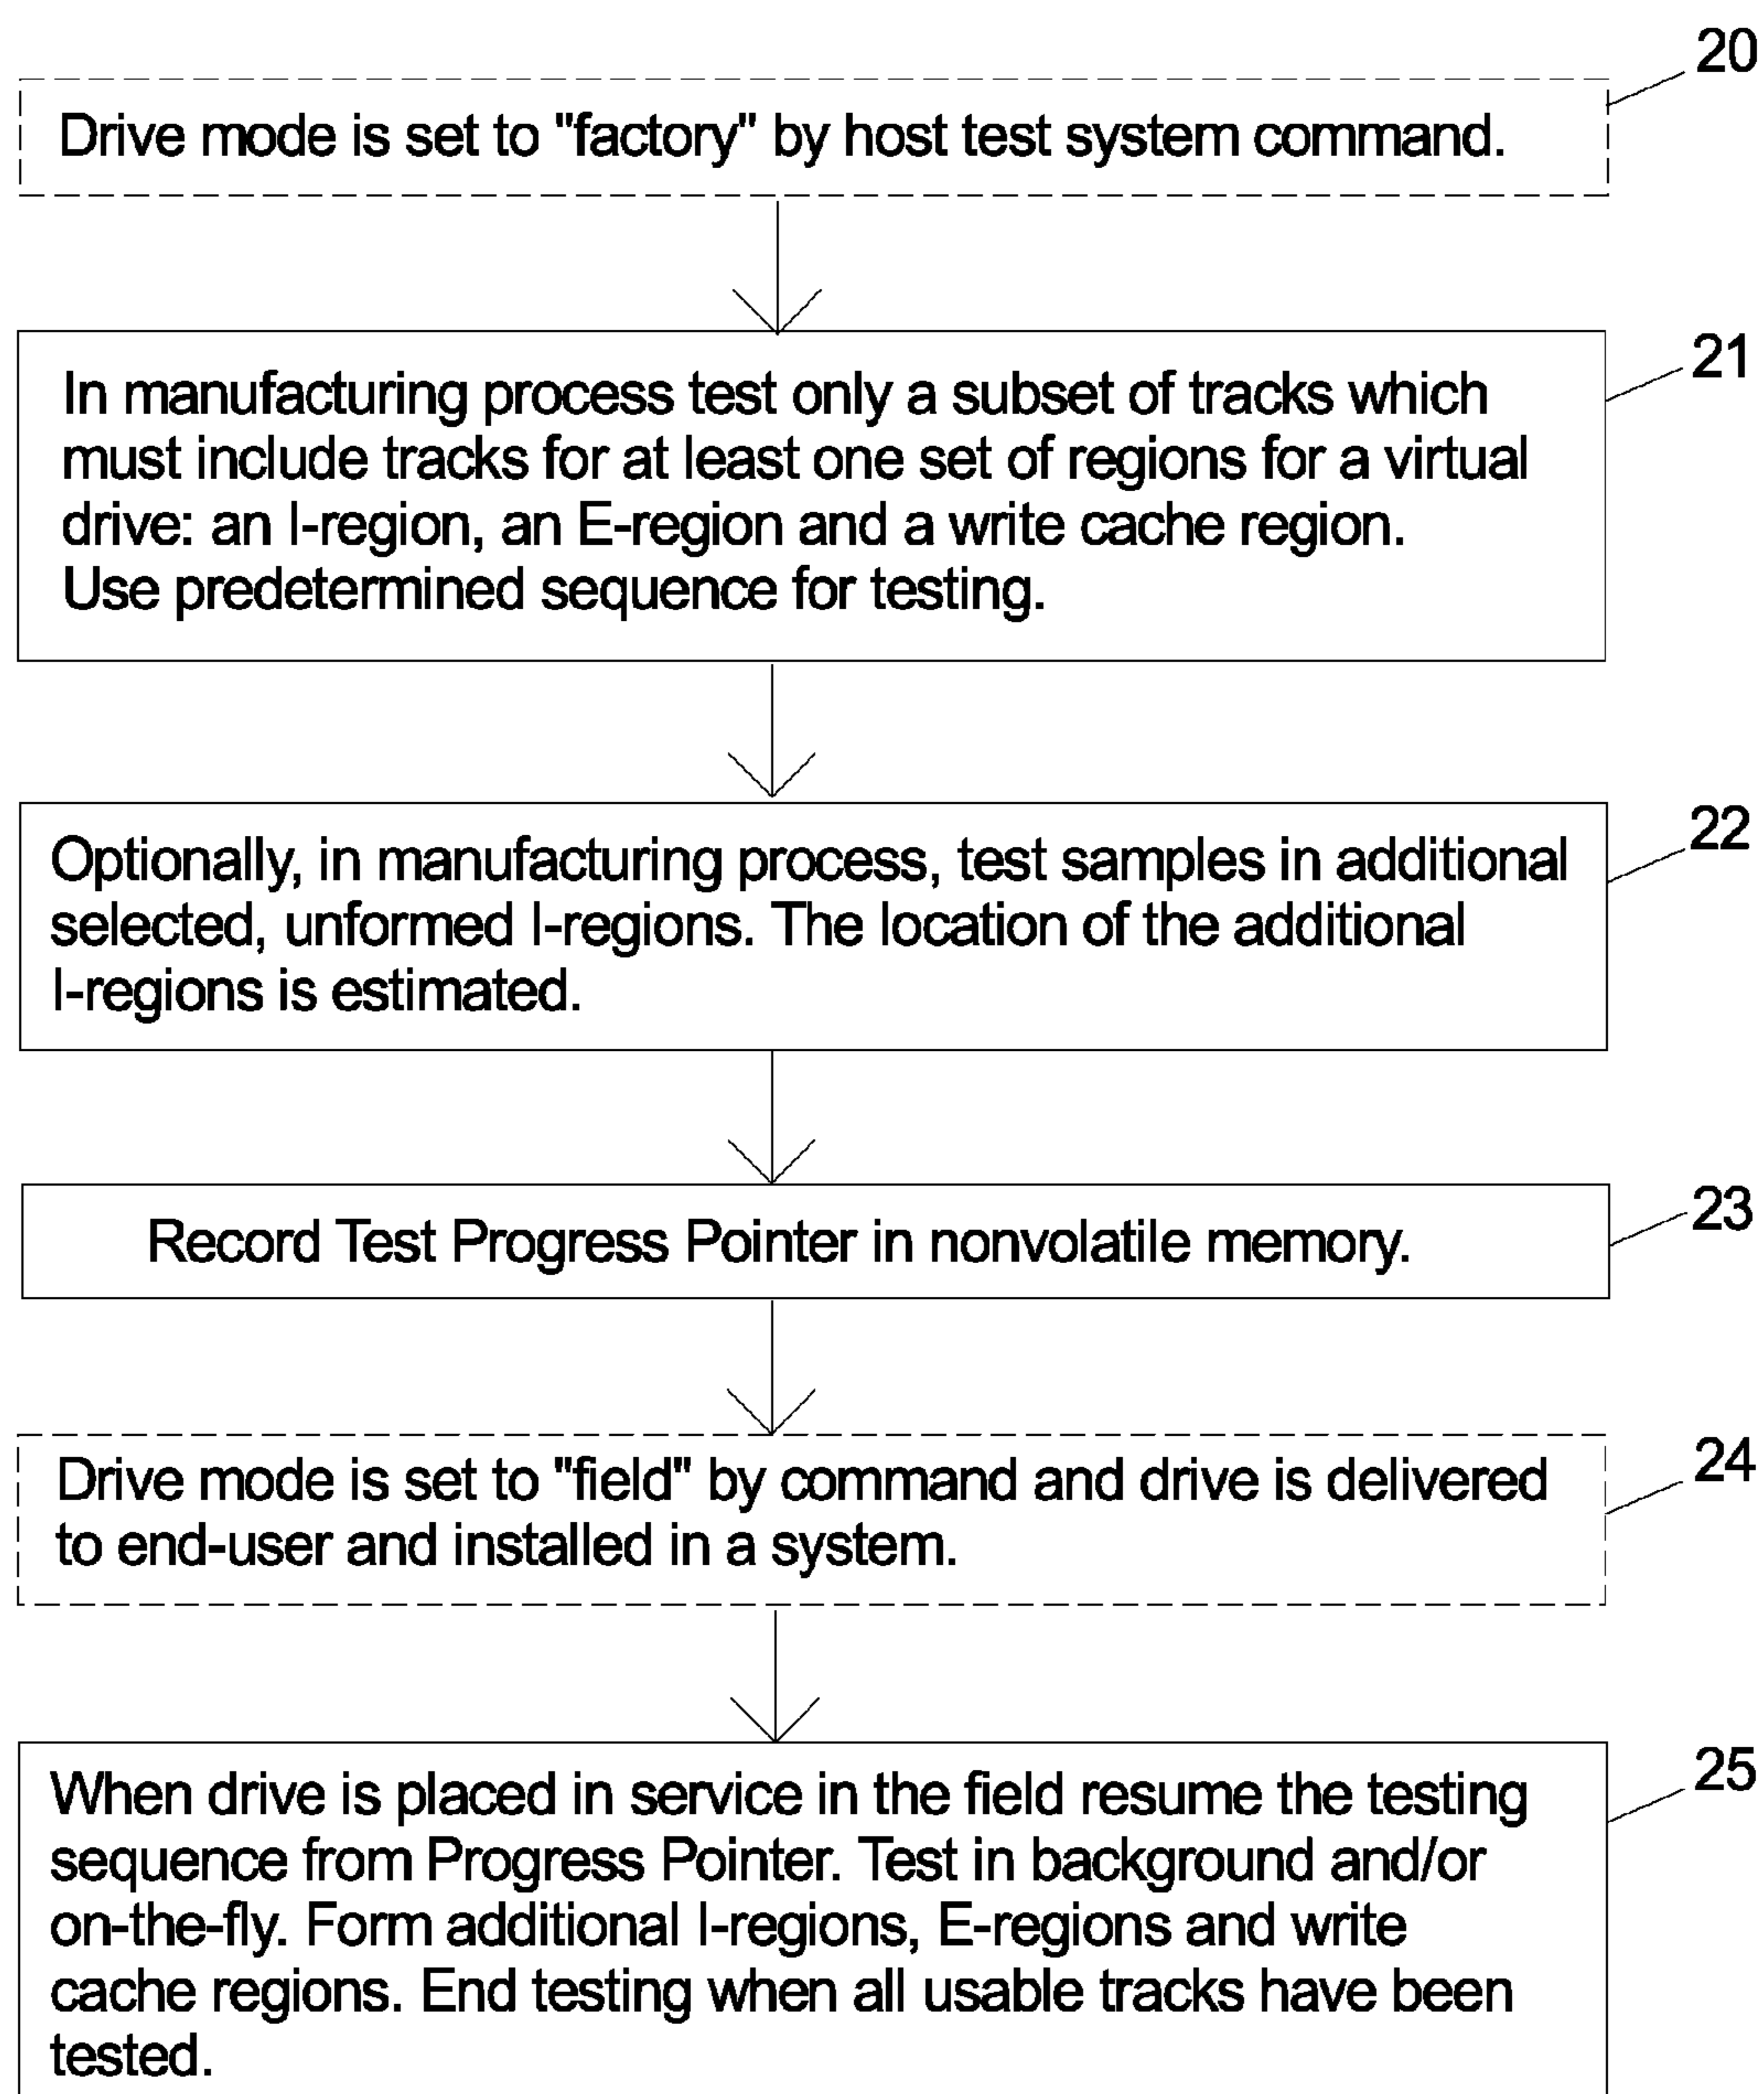 20
Drive mode is set to "factory" by host test system command.
21
In manufacturing process test only a subset of tracks which
must include tracks for at least one set of regions for a virtual
drive: an I-region, an E-region and a write cache region.
Use predetermined sequence for testing.
22
Optionally, in manufacturing process, test samples in additional
selected, unformed I-regions. The location of the additional
I-regions is estimated.
23
Record Test Progress Pointer in nonvolatile memory.
24
Drive mode is set to "field" by command and drive is delivered
to end-user and installed in a system.
25
When drive is placed in service in the field resume the testing
sequence from Progress Pointer. Test in background and/or
on-the-fly. Form additional I-regions, E-regions and write
cache regions. End testing when all usable tracks have been
tested.